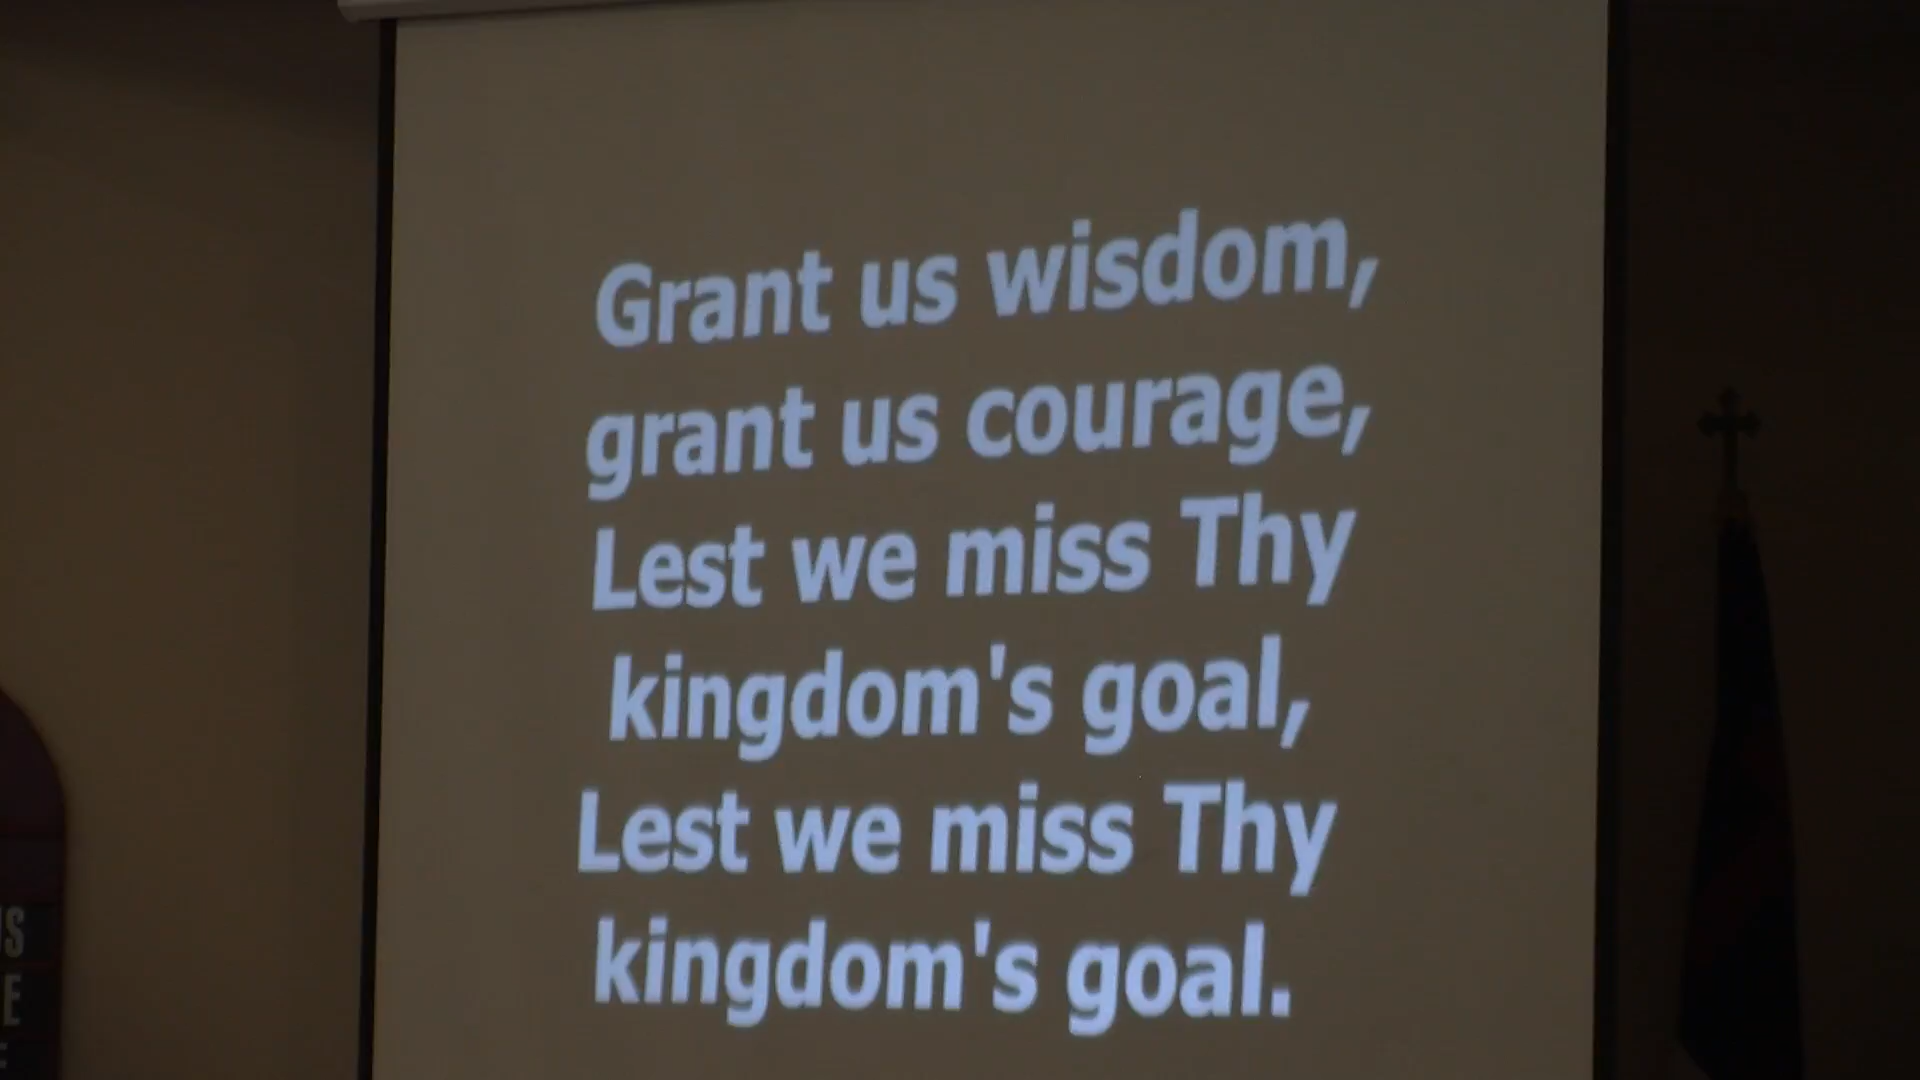 Grant us wisdom,
grant us courage,
Lest we miss Thy
kingdom's goal,
Lest we miss Thy
kingdom's goal.